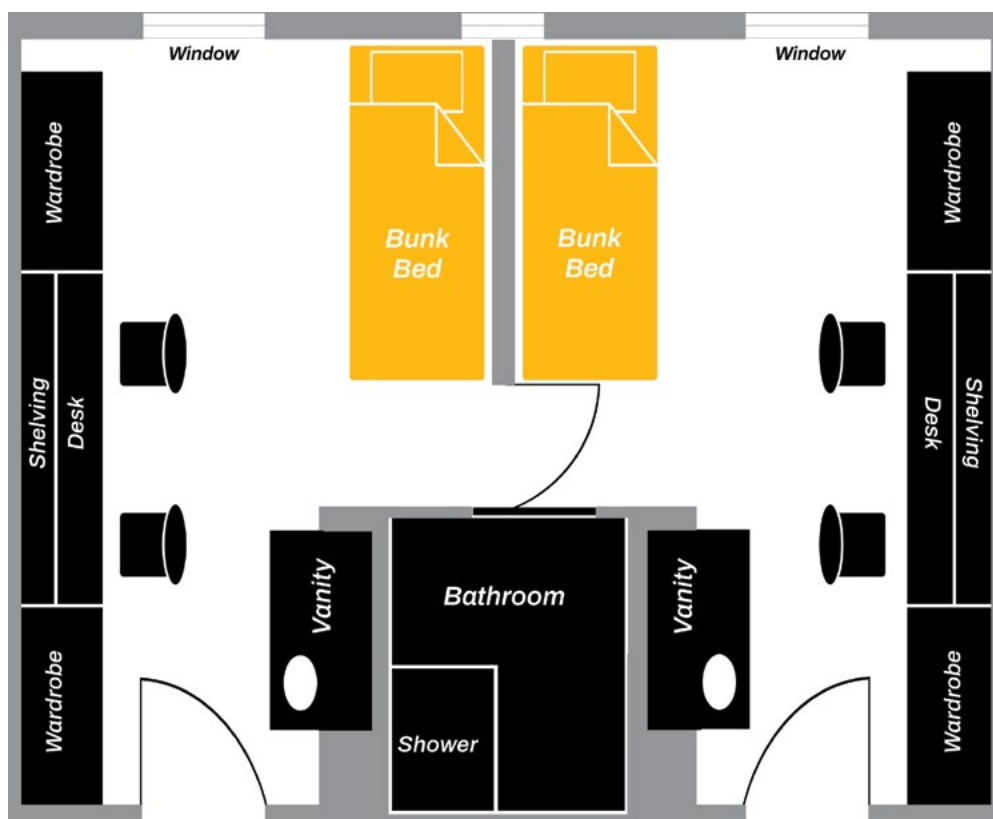 Window
Window
Wardrobe
Wardrobe
Bunk
Bed
Bunk
Bed
Shelving
Desk
Desk
Shelving
Vanity
Bathroom
Vanity
Wardrobe
Shower
Wardrobe